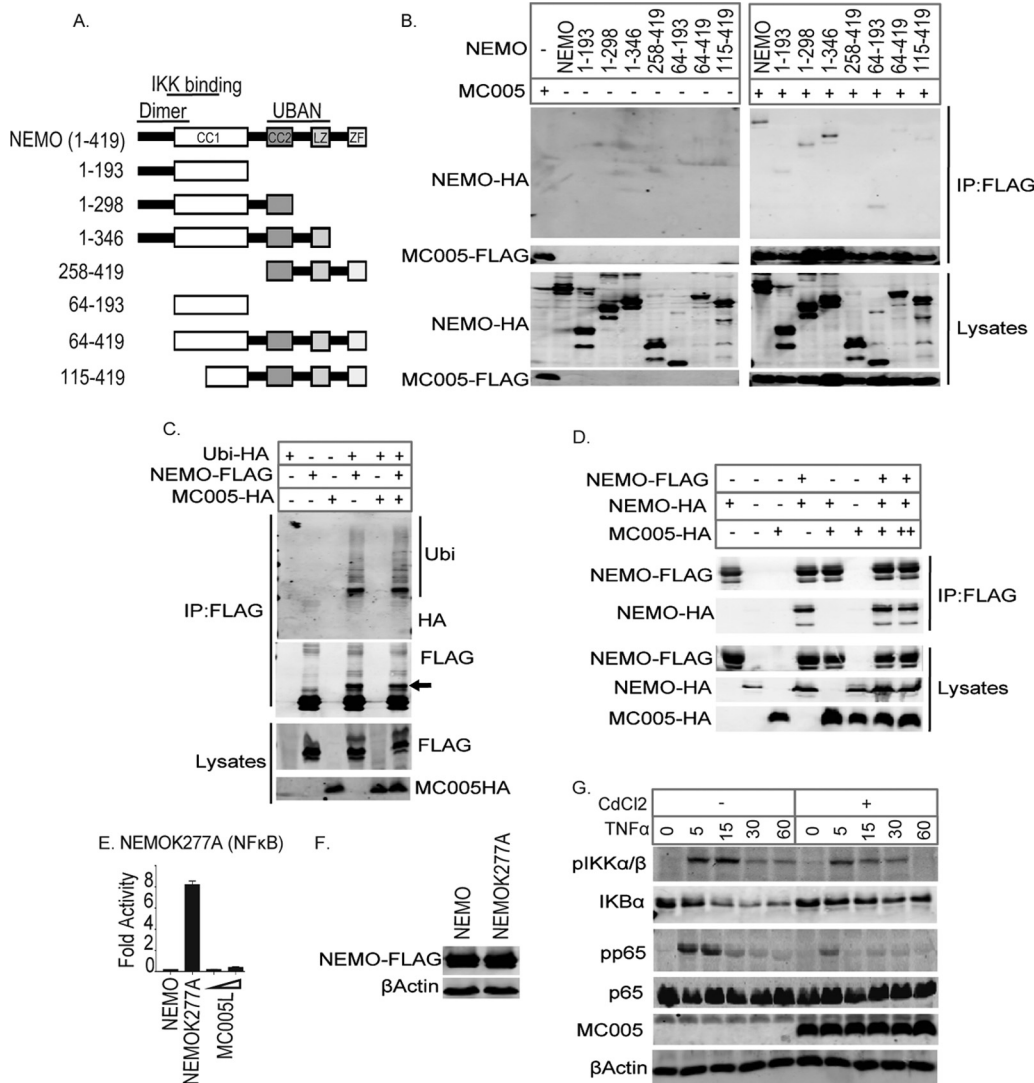 A.
IKK binding
Dimer
UBAN
NEMO (1-419)
CC1
CC2
LZ
ZF
1-193
1-298
1-346
258-419
64-193
64-419
115-419
B.
NEMO
- NEMO 1-193 1-298 1-346 258-419 64-193 64-419 115-419
NEMO 1-193 1-298 1-346 258-419 64-193 64-419 115-419
MC005
+ - - - - - - - -
+ + + + + + + +
NEMO-HA
IP:FLAG
MC005-FLAG
NEMO-HA
Lysates
MC005-FLAG
C.
Ubi-HA + - - + + +
NEMO-FLAG - + - + - +
MC005-HA - - + - + +
Ubi
IP:FLAG
HA
FLAG
Lysates
FLAG
MC005HA
D.
NEMO-FLAG - - - + - - + +
NEMO-HA + - - + + - + +
MC005-HA - - + - + + + ++
NEMO-FLAG
IP:FLAG
NEMO-HA
NEMO-FLAG
NEMO-HA
Lysates
MC005-HA
E. NEMOK277A (NFκB)
Fold Activity
8
6
4
2
0
NEMO
NEMOK277A
MC005L
F.
NEMO
NEMOK277A
NEMO-FLAG
βActin
G.
CdCl2 - +
TNFα 0 5 15 30 60 0 5 15 30 60
pIKKα/β
IKBα
pp65
p65
MC005
βActin